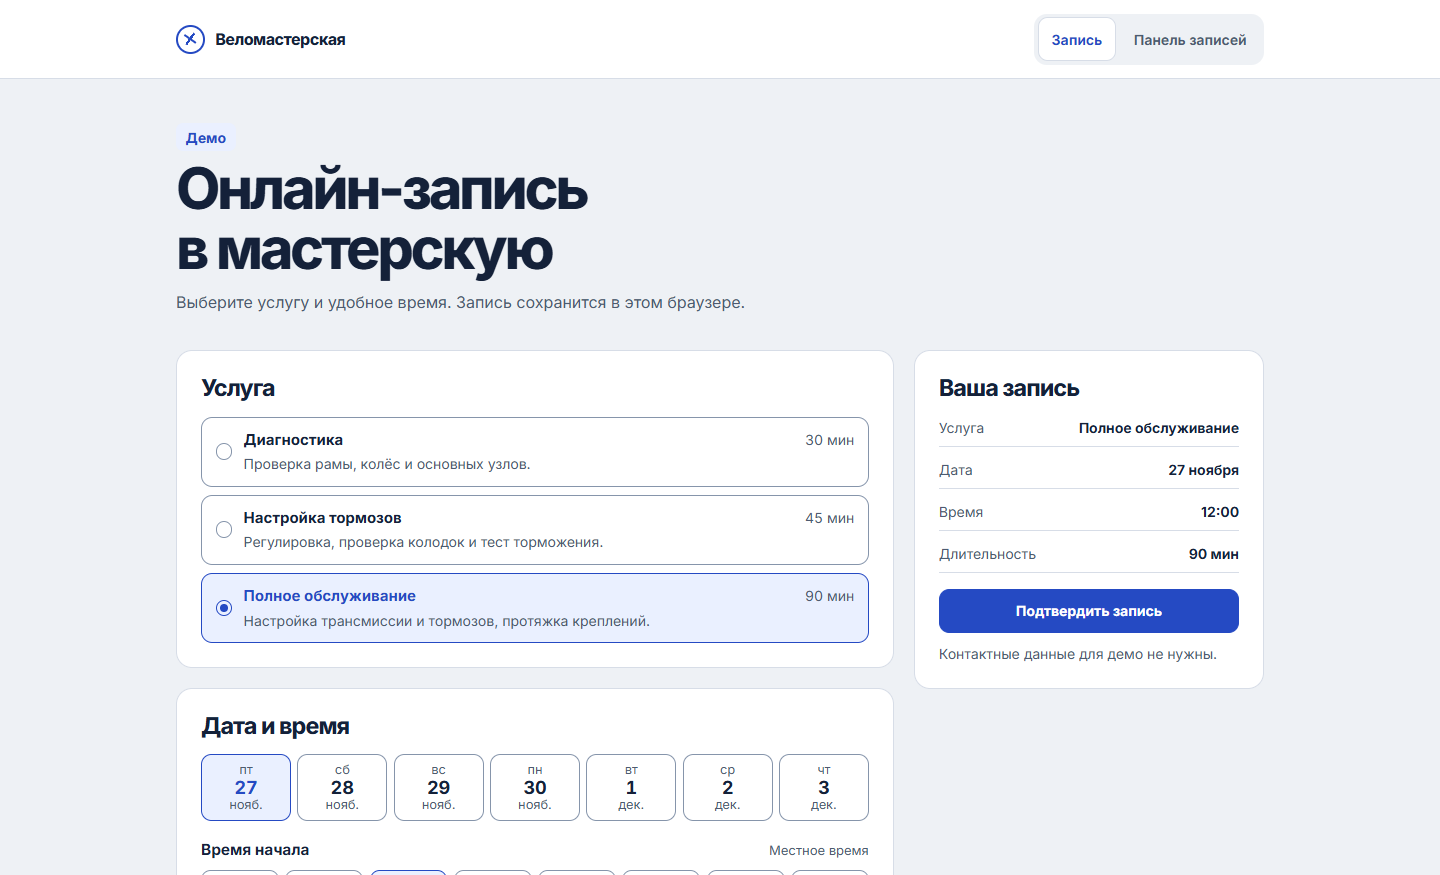 Веломастерская
Запись
Панель записей
Демо
Онлайн-запись
в мастерскую
Выберите услугу и удобное время. Запись сохранится в этом браузере.
Услуга
Диагностика 30 мин
Проверка рамы, колёс и основных узлов.
Настройка тормозов 45 мин
Регулировка, проверка колодок и тест торможения.
Полное обслуживание 90 мин
Настройка трансмиссии и тормозов, протяжка креплений.
Ваша запись
Услуга Полное обслуживание
Дата 27 ноября
Время 12:00
Длительность 90 мин
Подтвердить запись
Контактные данные для демо не нужны.
Дата и время
пт сб вс пн вт ср чт
27 28 29 30 1 2 3
нояб. нояб. нояб. нояб. дек. дек. дек.
Время начала Местное время